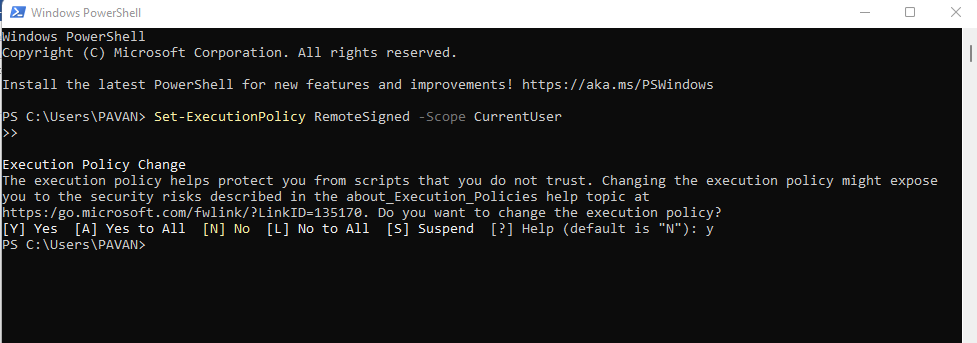 Windows PowerShell
Windows PowerShell
Copyright (C) Microsoft Corporation. All rights reserved.
Install the latest PowerShell for new features and improvements! https://aka.ms/PSWindows
PS C:\Users\PAVAN> Set-ExecutionPolicy RemoteSigned -Scope CurrentUser
>>
Execution Policy Change
The execution policy helps protect you from scripts that you do not trust. Changing the execution policy might expose
you to the security risks described in the about_Execution_Policies help topic at
https:/go.microsoft.com/fwlink/?LinkID=135170. Do you want to change the execution policy?
[Y] Yes  [A] Yes to All  [N] No  [L] No to All  [S] Suspend  [?] Help (default is "N"): y
PS C:\Users\PAVAN>